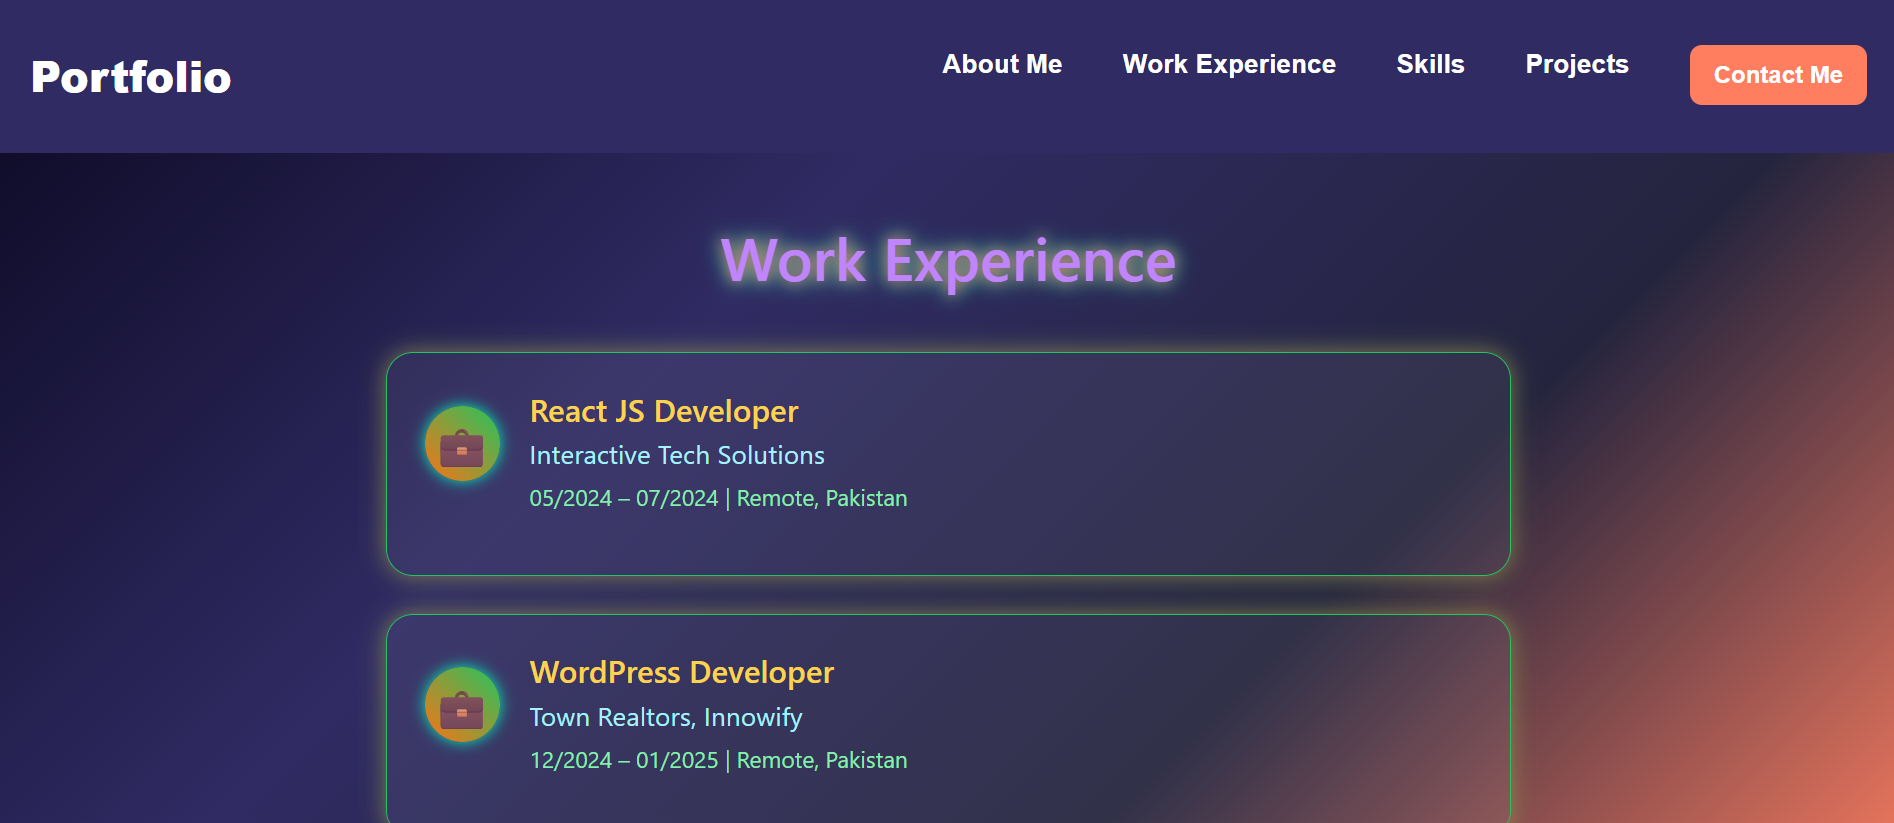 Portfolio
About Me
Work Experience
Skills
Projects
Contact Me
Work Experience
React JS Developer
Interactive Tech Solutions
05/2024 – 07/2024 | Remote, Pakistan
WordPress Developer
Town Realtors, Innowify
12/2024 – 01/2025 | Remote, Pakistan